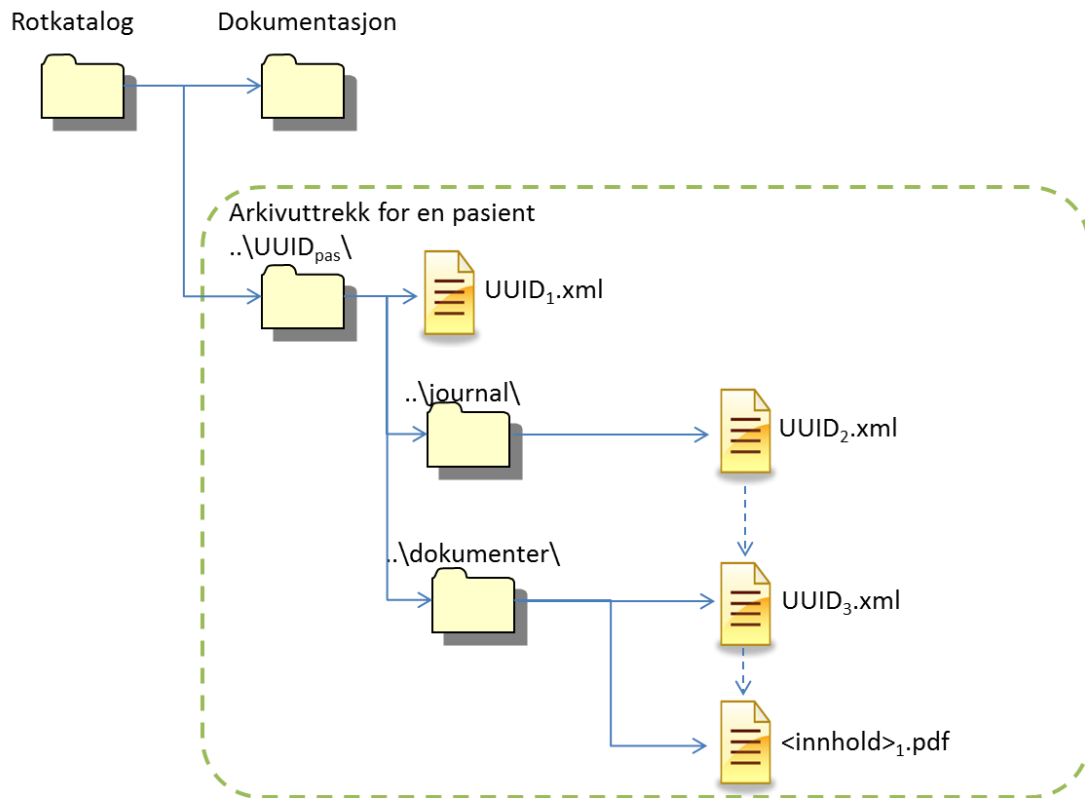 Rotkatalog
Dokumentasjon
Arkivuttrekk for en pasient
..\UUIDpas\
UUID1.xml
..\journal\
UUID2.xml
..\dokumenter\
UUID3.xml
<innhold>1.pdf